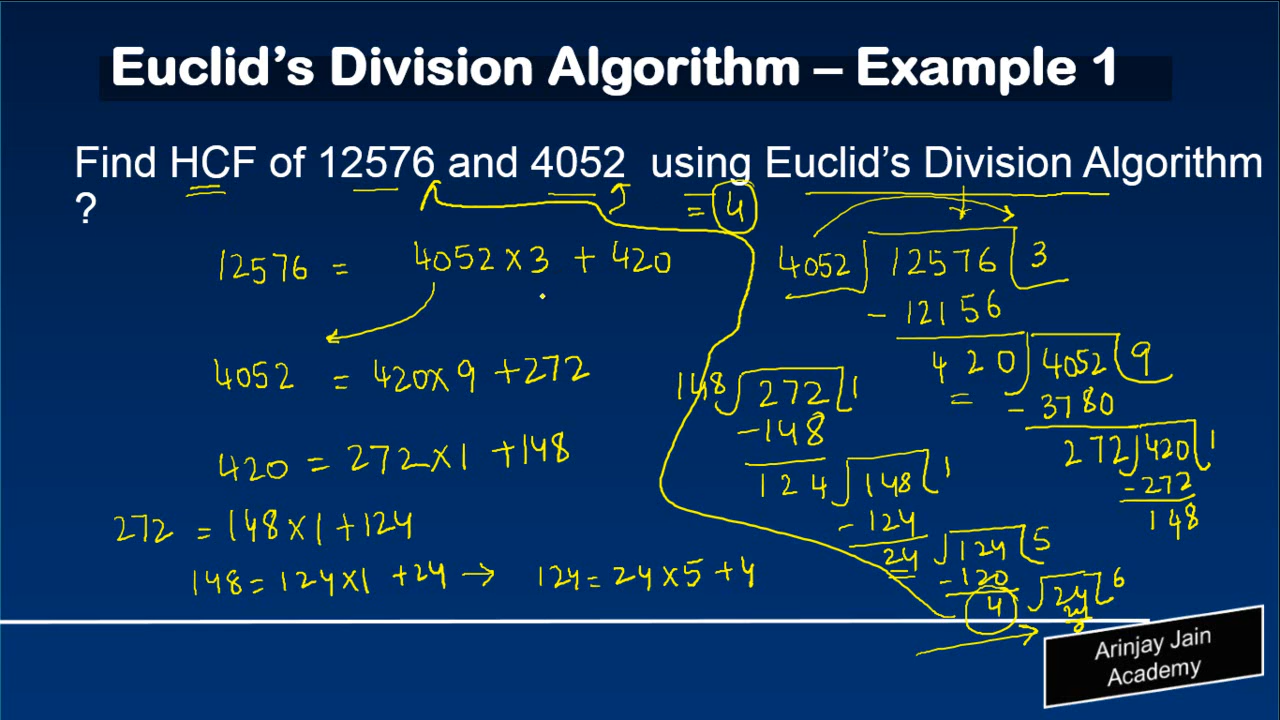 Euclid's Division Algorithm – Example 1
Find HCF of 12576 and 4052 using Euclid's Division Algorithm
?
= 4
12576 = 4052 × 3 + 420
4052 = 420 × 9 + 272
420 = 272 × 1 + 148
272 = 148 × 1 + 124
148 = 124 × 1 + 24 → 124 = 24 × 5 + 4
4052 12576 3
- 12156
420 4052 9
- 3780
272 420 1
- 272
148
148 272 1
- 148
124 148 1
- 124
24 124 5
- 120
4 24 6
24
0
Arinjay Jain
Academy